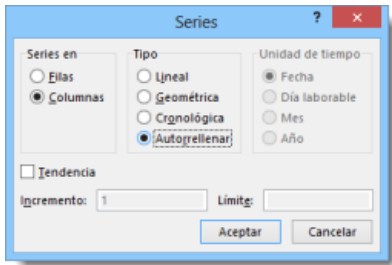 Series ? ×
Series en Tipo Unidad de tiempo
Filas Lineal Fecha
Columnas Geométrica Día laborable
Cronológica Mes
Autorrellenar Año
Tendencia
Incremento: 1 Límite:
Aceptar Cancelar